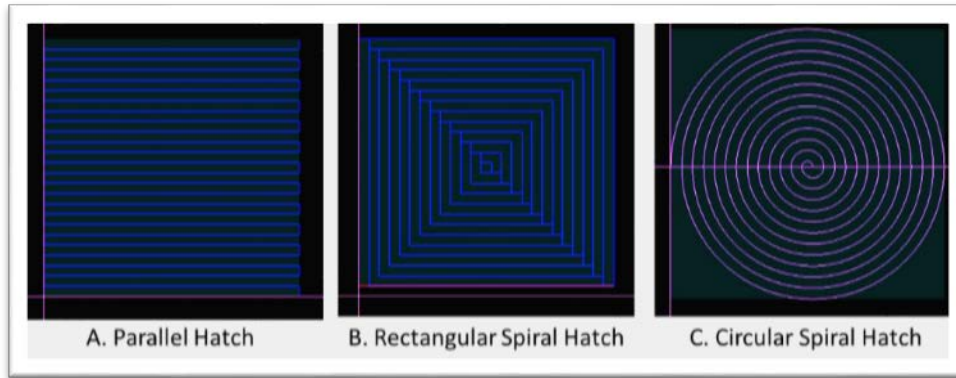 A. Parallel Hatch
B. Rectangular Spiral Hatch
C. Circular Spiral Hatch